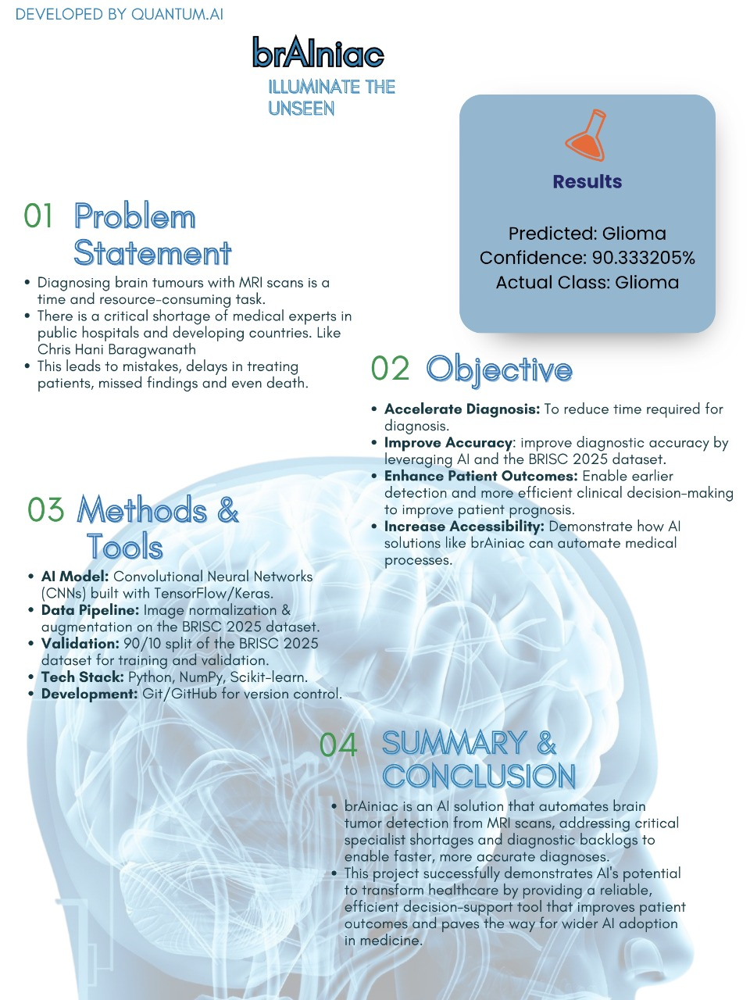 DEVELOPED BY QUANTUM.AI
brAIniac
ILLUMINATE THE
UNSEEN
Results
Predicted: Glioma
Confidence: 90.333205%
Actual Class: Glioma
01 Problem
Statement
• Diagnosing brain tumours with MRI scans is a
time and resource-consuming task.
• There is a critical shortage of medical experts in
public hospitals and developing countries. Like
Chris Hani Baragwanath
• This leads to mistakes, delays in treating
patients, missed findings and even death.
02 Objective
• Accelerate Diagnosis: To reduce time required for
diagnosis.
• Improve Accuracy: improve diagnostic accuracy by
leveraging AI and the BRISC 2025 dataset.
• Enhance Patient Outcomes: Enable earlier
detection and more efficient clinical decision-making
to improve patient prognosis.
• Increase Accessibility: Demonstrate how AI
solutions like brAiniac can automate medical
processes.
03 Methods &
Tools
• AI Model: Convolutional Neural Networks
(CNNs) built with TensorFlow/Keras.
• Data Pipeline: Image normalization &
augmentation on the BRISC 2025 dataset.
• Validation: 90/10 split of the BRISC 2025
dataset for training and validation.
• Tech Stack: Python, NumPy, Scikit-learn.
• Development: Git/GitHub for version control.
04 SUMMARY &
CONCLUSION
• brAiniac is an AI solution that automates brain
tumor detection from MRI scans, addressing critical
specialist shortages and diagnostic backlogs to
enable faster, more accurate diagnoses.
• This project successfully demonstrates AI's potential
to transform healthcare by providing a reliable,
efficient decision-support tool that improves patient
outcomes and paves the way for wider AI adoption
in medicine.